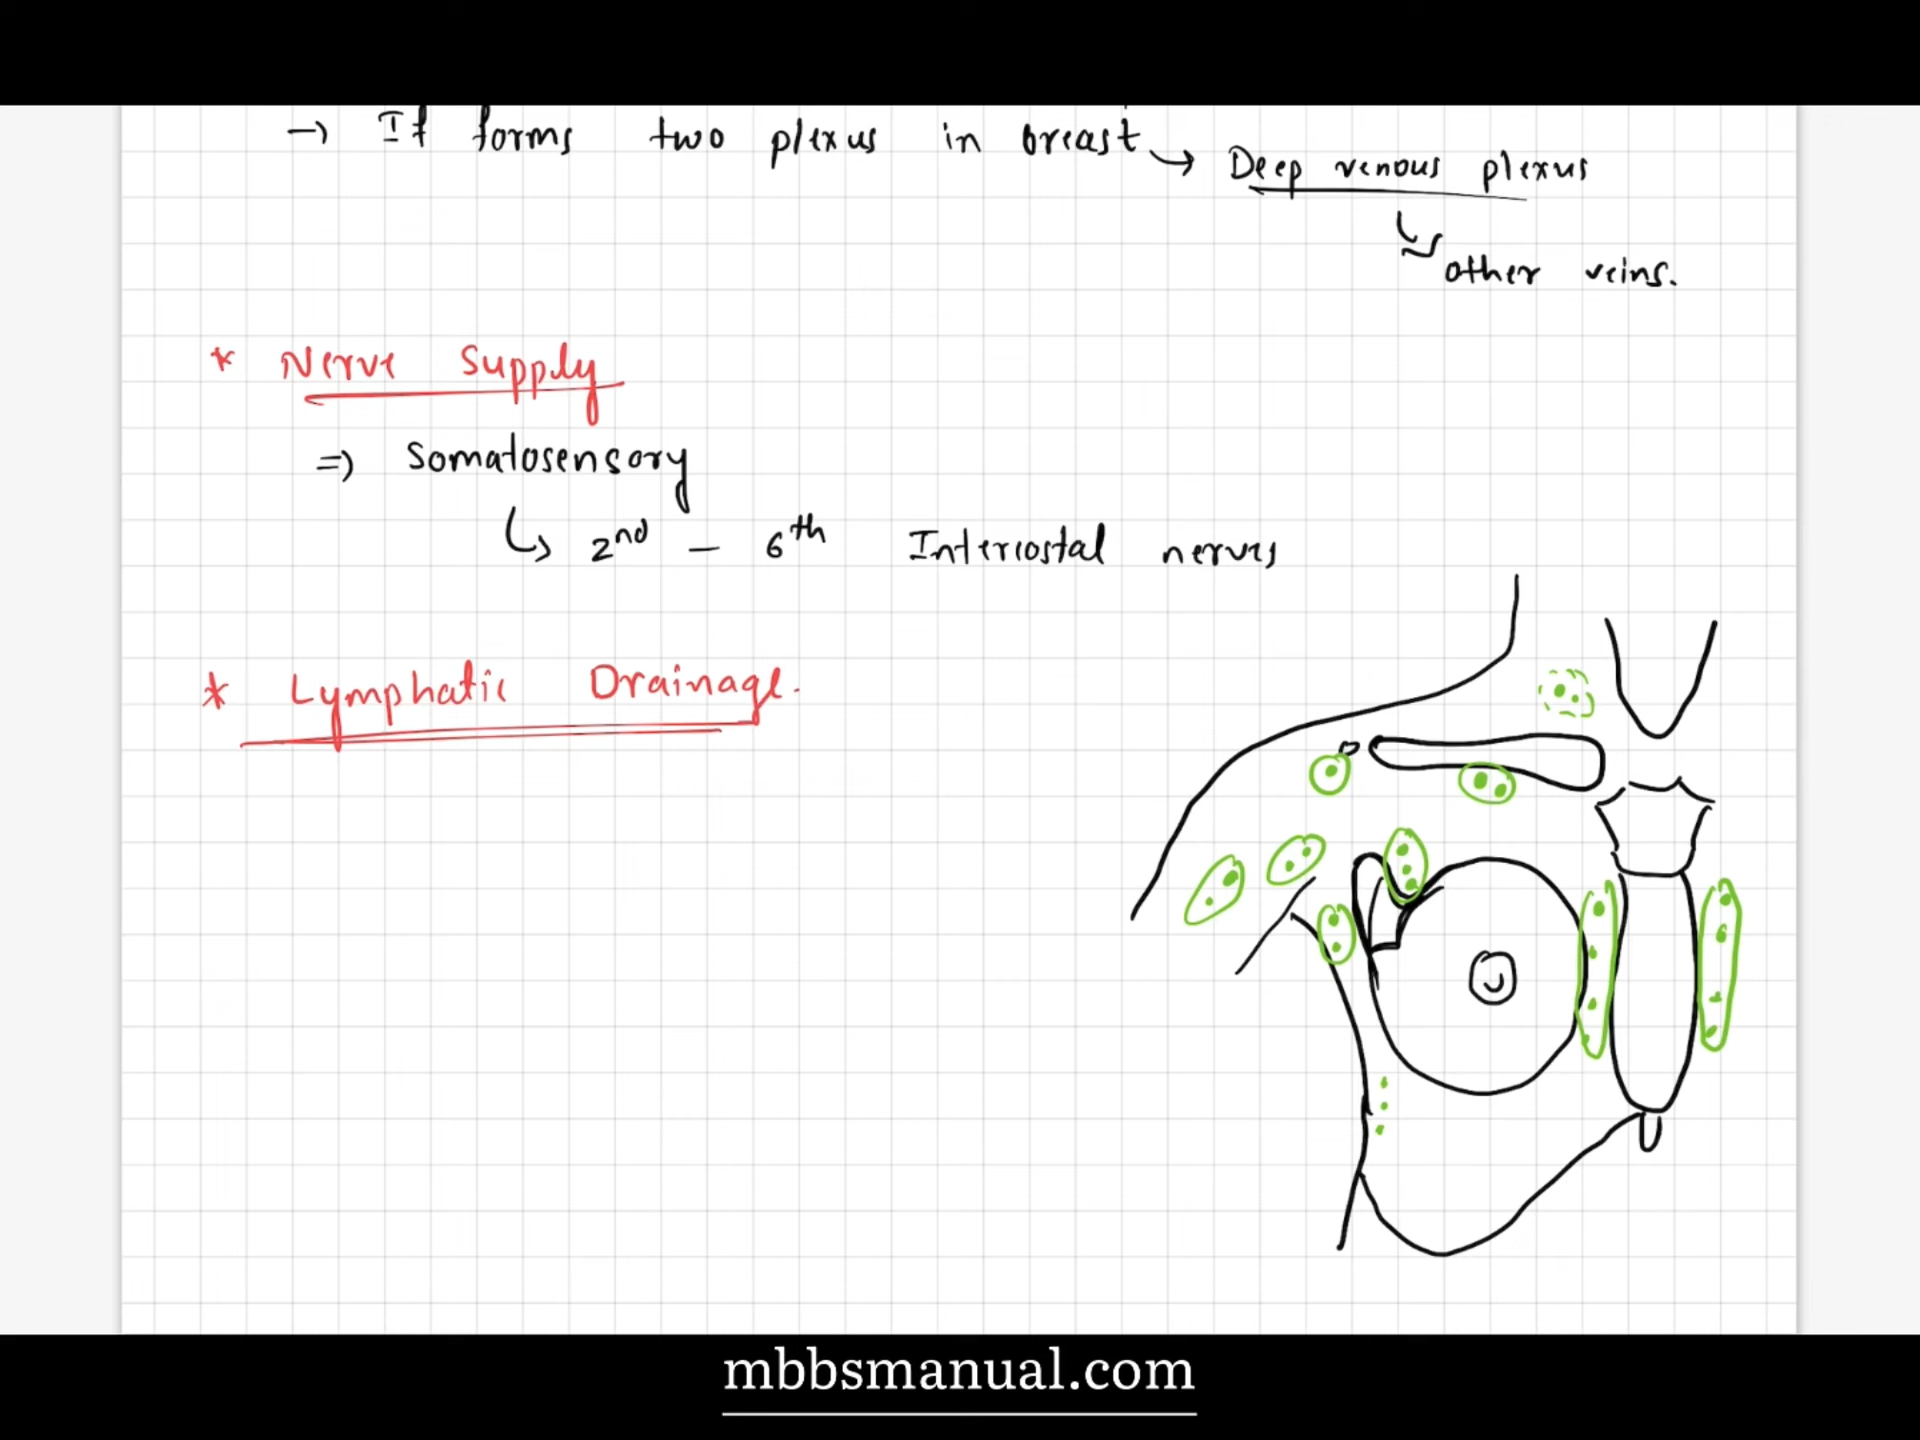 → It forms two plexus in breast → Deep venous plexus
↳ other veins.
* Nerve Supply
⇒ Somatosensory
↳ 2nd – 6th Intercostal nerves
* Lymphatic Drainage.
mbbsmanual.com